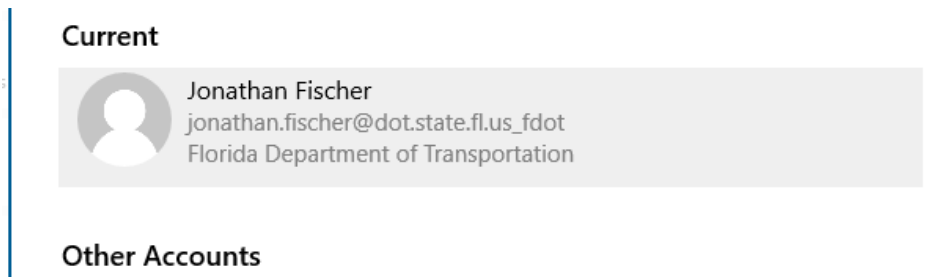 Current
Jonathan Fischer
jonathan.fischer@dot.state.fl.us_fdot
Florida Department of Transportation
Other Accounts